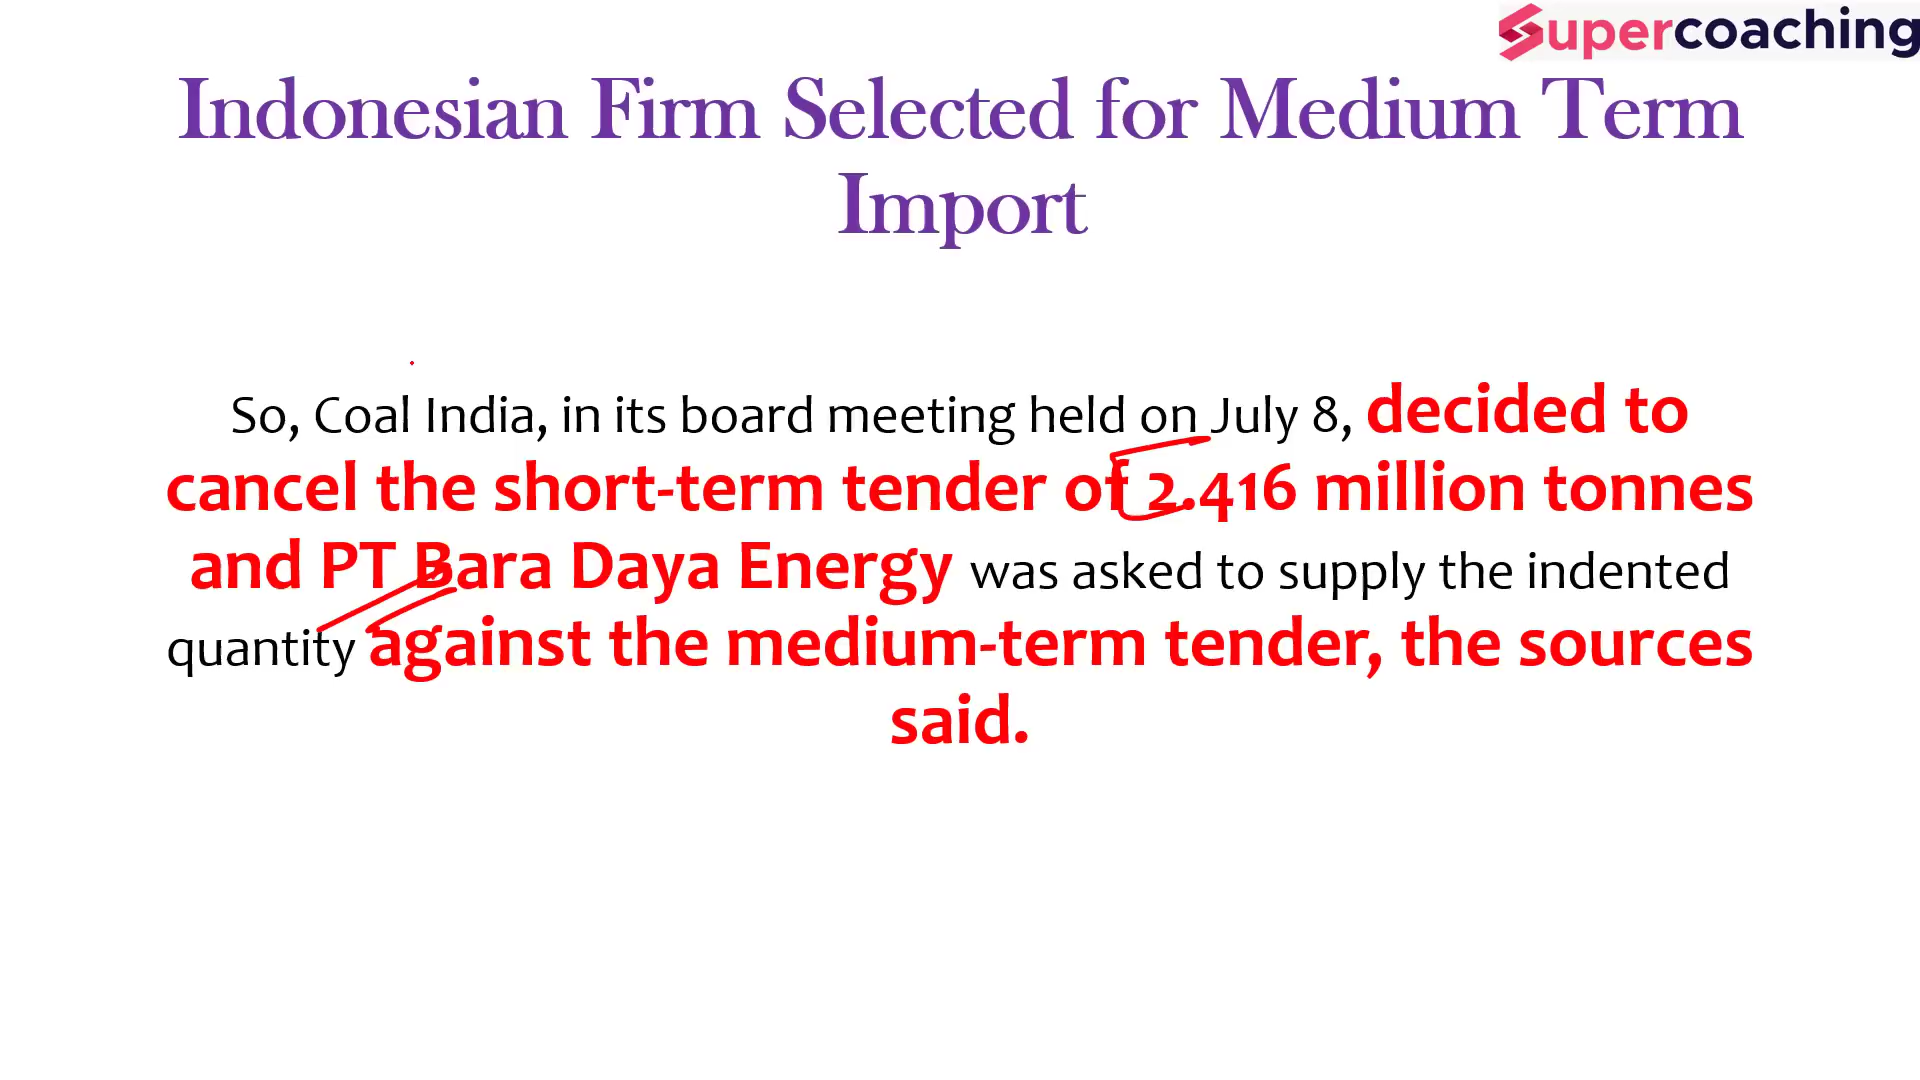 Supercoaching
Indonesian Firm Selected for Medium Term
Import
So, Coal India, in its board meeting held on July 8, decided to
cancel the short-term tender of 2.416 million tonnes
and PT Bara Daya Energy was asked to supply the indented
quantity against the medium-term tender, the sources
said.